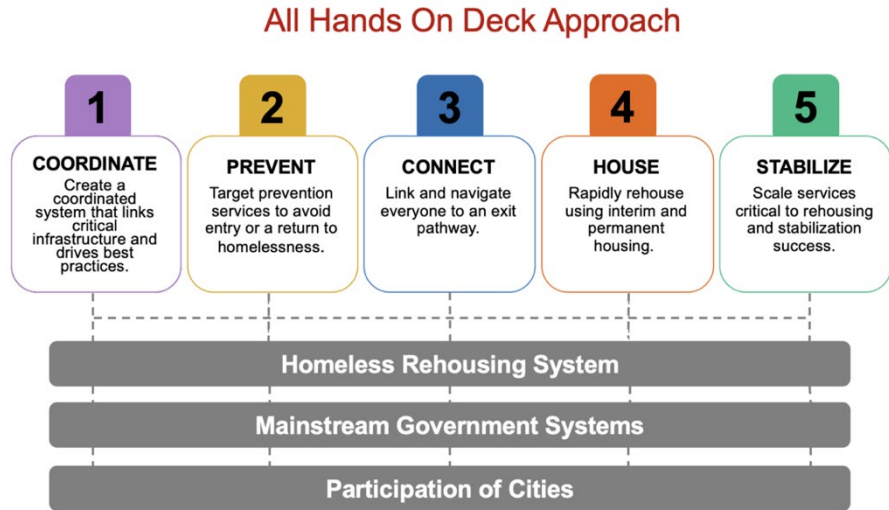 All Hands On Deck Approach
1
COORDINATE
Create a
coordinated
system that links
critical
infrastructure and
drives best
practices.
2
PREVENT
Target prevention
services to avoid
entry or a return to
homelessness.
3
CONNECT
Link and navigate
everyone to an exit
pathway.
4
HOUSE
Rapidly rehouse
using interim and
permanent
housing.
5
STABILIZE
Scale services
critical to rehousing
and stabilization
success.
Homeless Rehousing System
Mainstream Government Systems
Participation of Cities